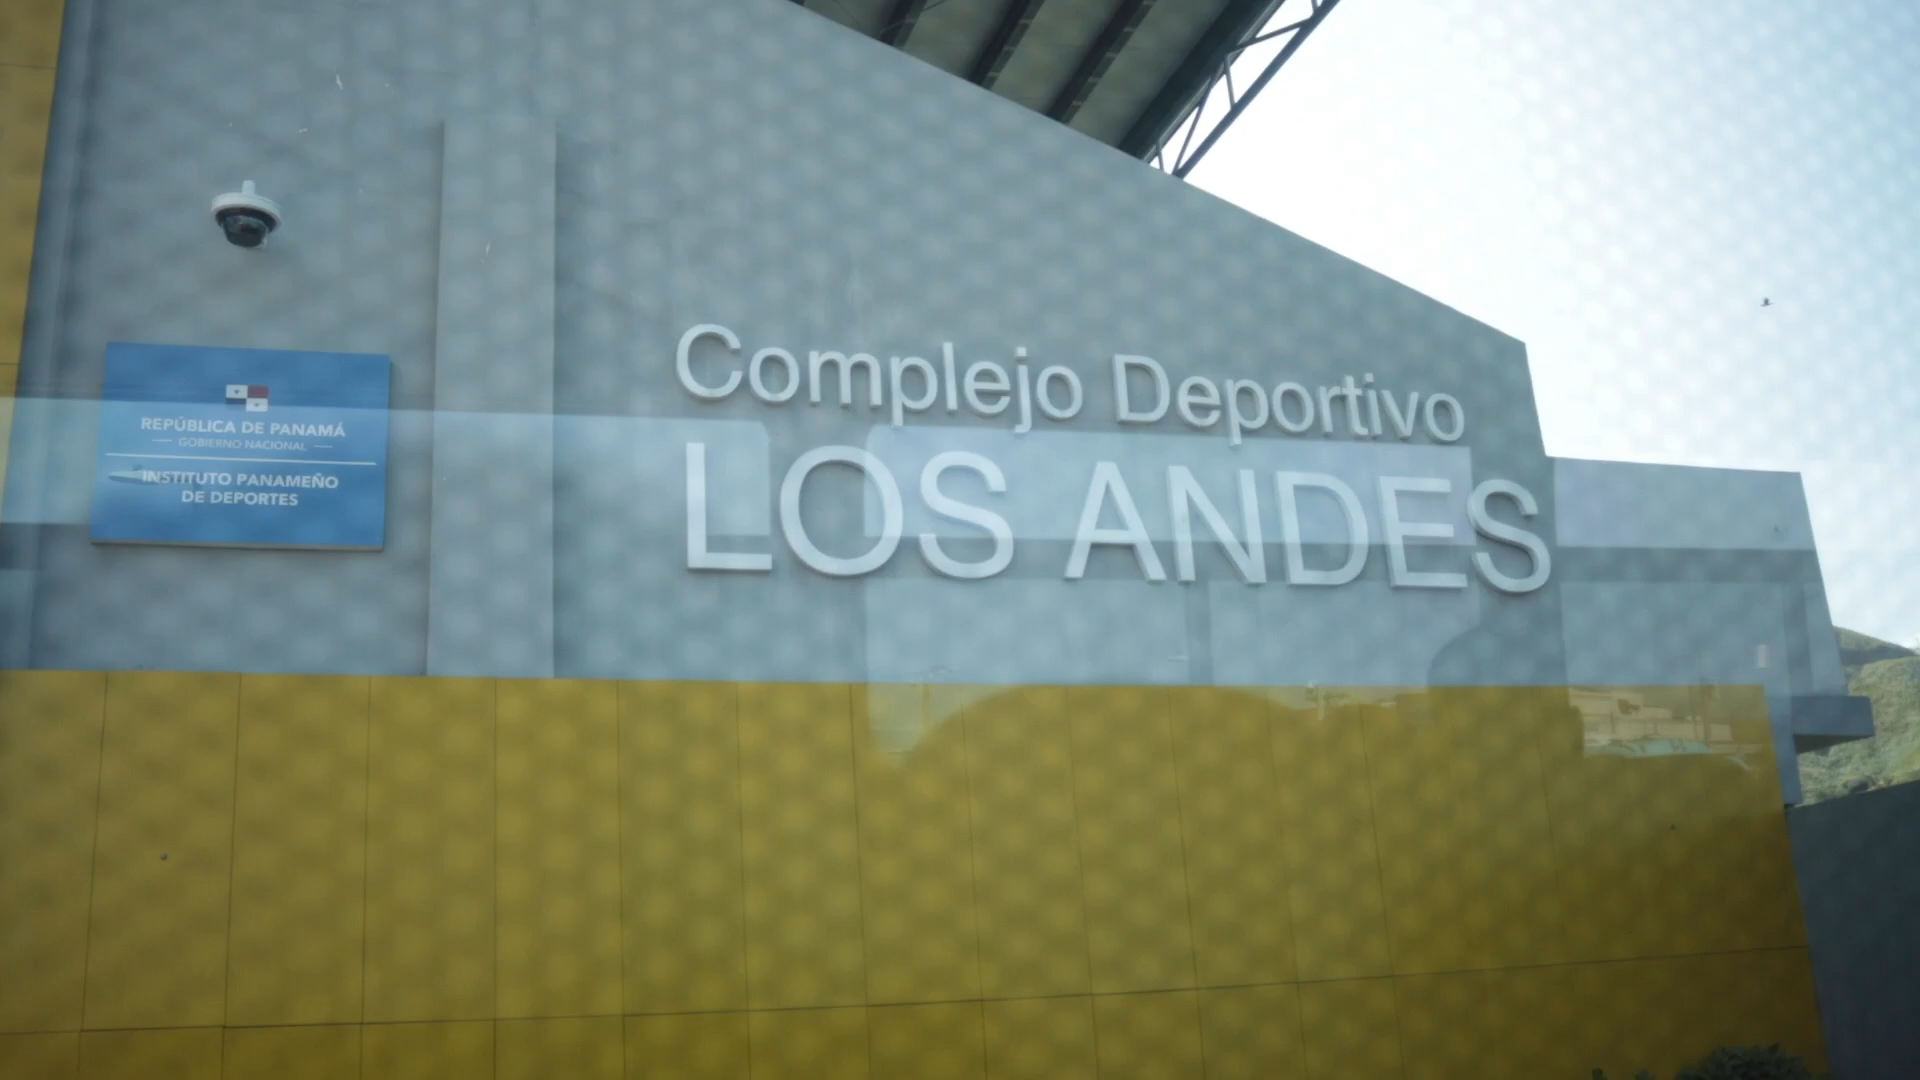 REPÚBLICA DE PANAMÁ
GOBIERNO NACIONAL
INSTITUTO PANAMEÑO
DE DEPORTES
Complejo Deportivo
LOS ANDES